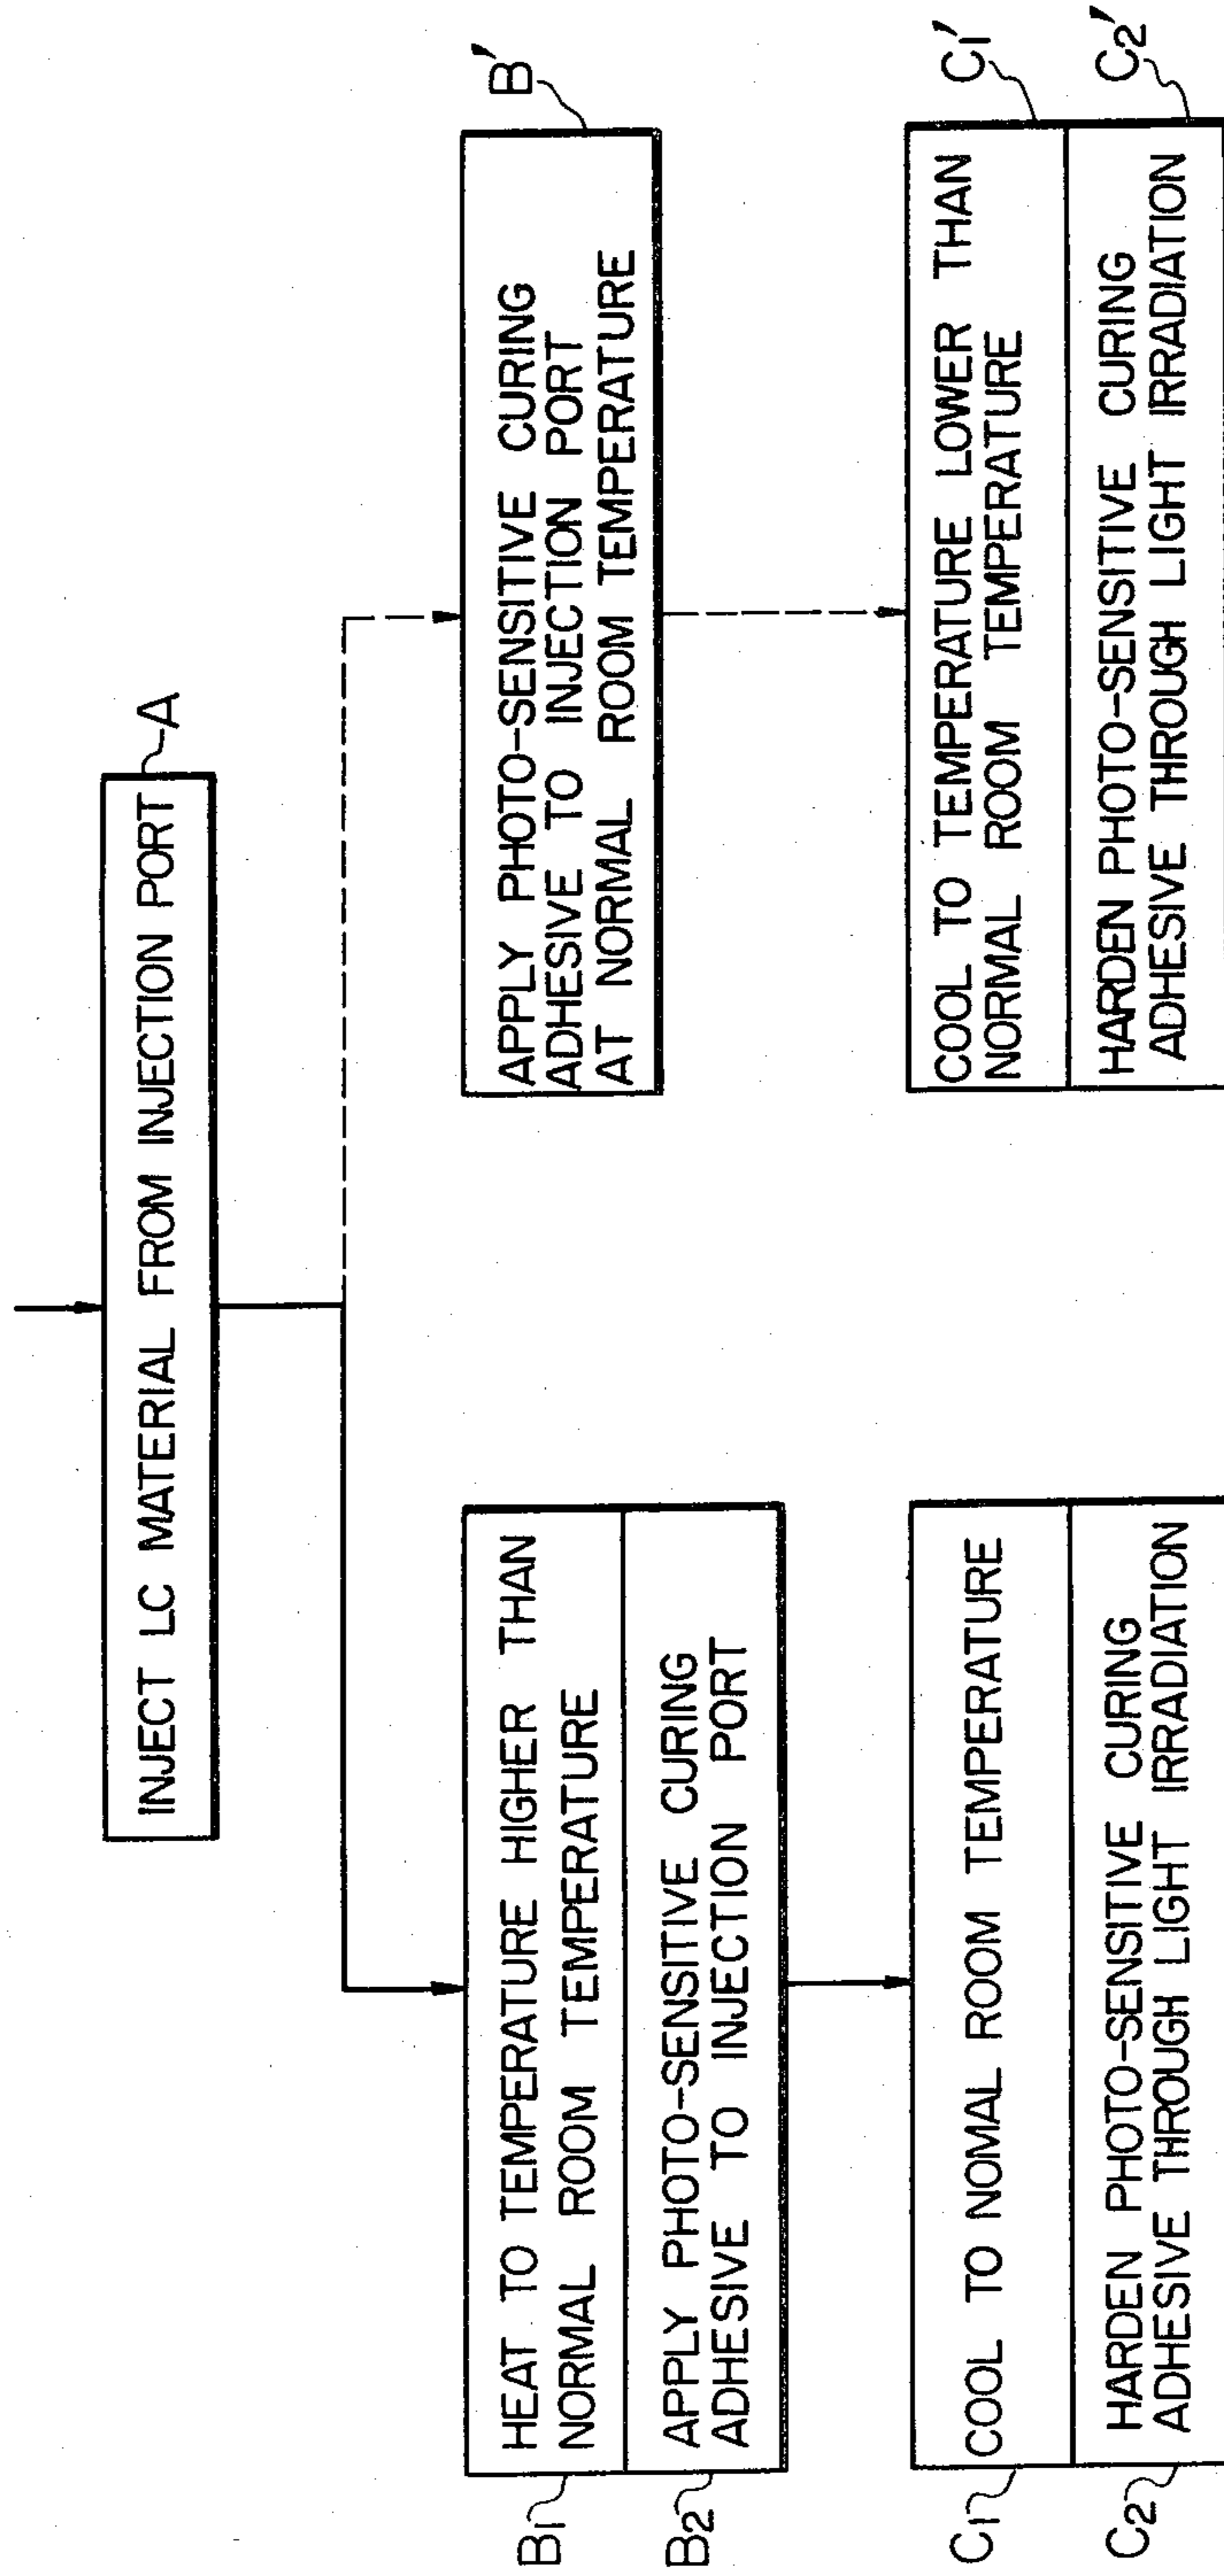 INJECT LC MATERIAL FROM INJECTION PORT
A
HEAT TO TEMPERATURE HIGHER THAN
NORMAL ROOM TEMPERATURE
B1
APPLY PHOTO-SENSITIVE CURING
ADHESIVE TO INJECTION PORT
B2
APPLY PHOTO-SENSITIVE CURING
ADHESIVE TO INJECTION PORT
AT NORMAL ROOM TEMPERATURE
B'
COOL TO NOMAL ROOM TEMPERATURE
C1
HARDEN PHOTO-SENSITIVE CURING
ADHESIVE THROUGH LIGHT IRRADIATION
C2
COOL TO TEMPERATURE LOWER THAN
NORMAL ROOM TEMPERATURE
C1'
HARDEN PHOTO-SENSITIVE CURING
ADHESIVE THROUGH LIGHT IRRADIATION
C2'